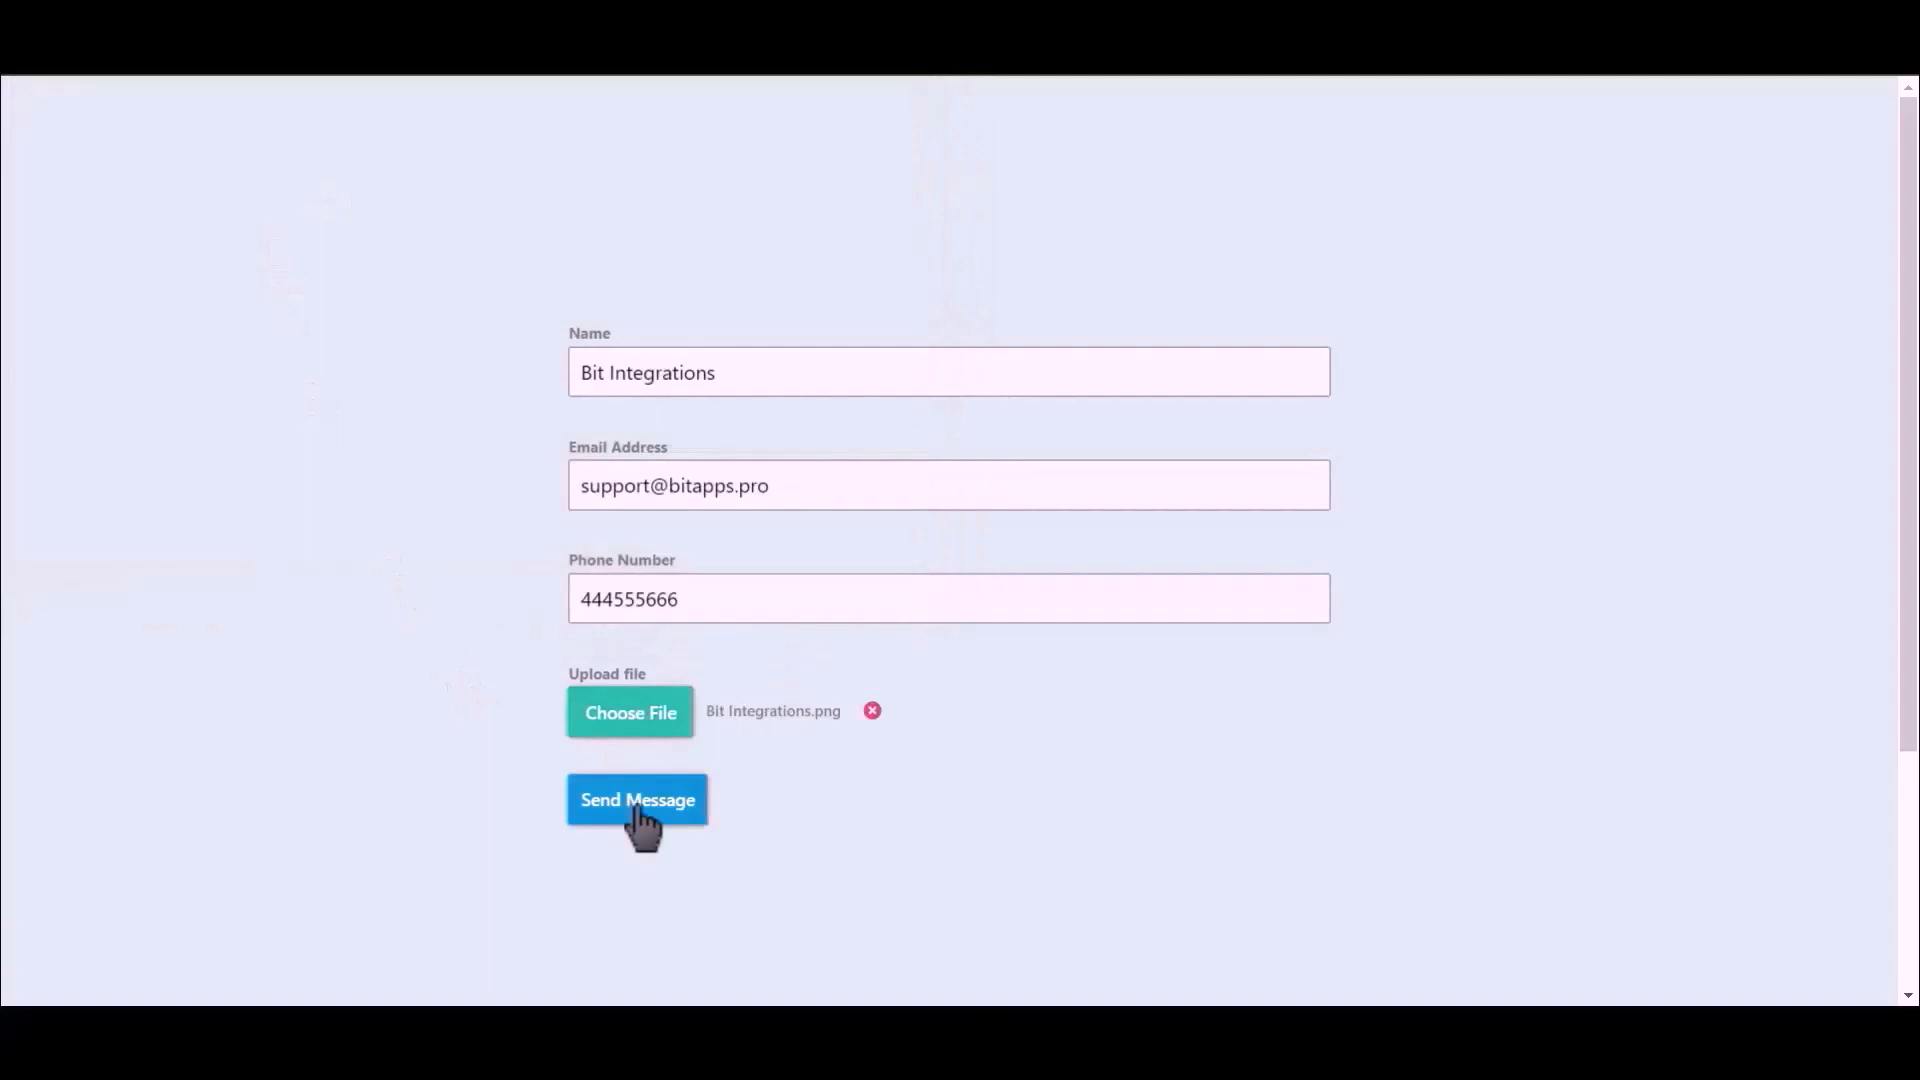 Name
Bit Integrations
Email Address
support@bitapps.pro
Phone Number
444555666
Upload file
Choose File Bit Integrations.png
Send Message